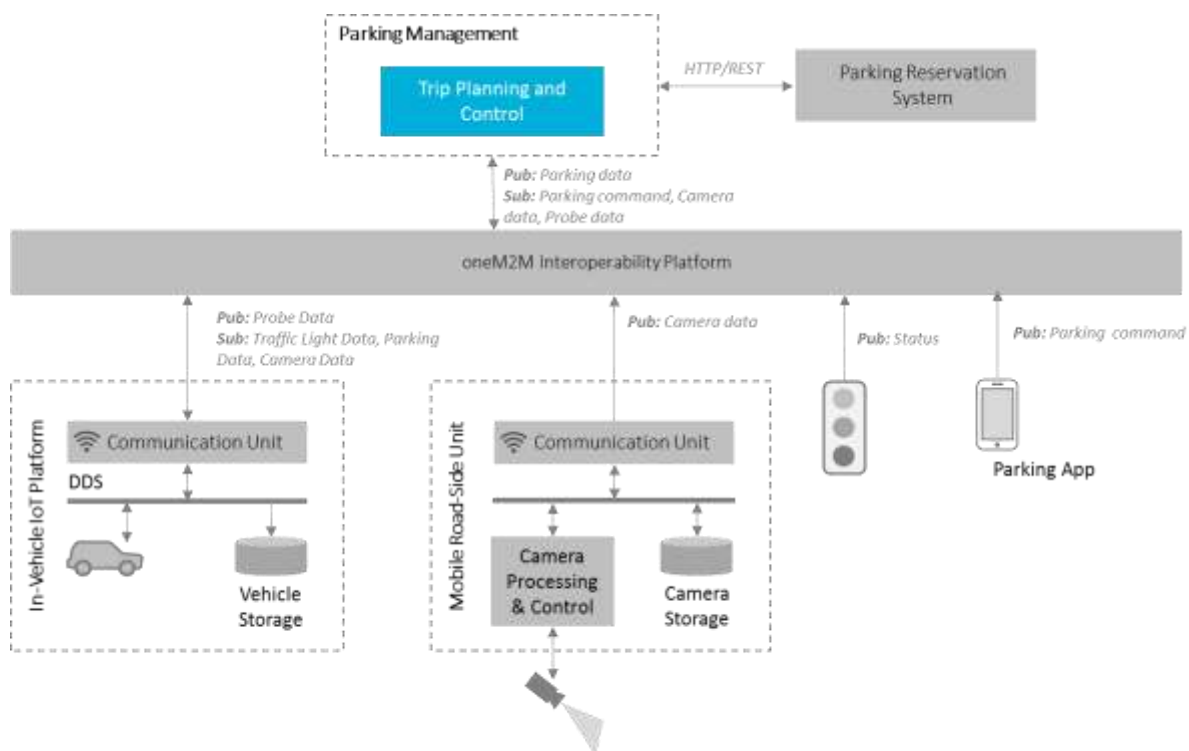 Parking Management
Trip Planning and
Control
HTTP/REST
Parking Reservation
System
Pub: Parking data
Sub: Parking command, Camera
data, Probe data
oneM2M Interoperability Platform
Pub: Probe Data
Sub: Traffic Light Data, Parking
Data, Camera Data
Pub: Camera data
Pub: Status
Pub: Parking command
In-Vehicle IoT Platform
Communication Unit
DDS
Vehicle
Storage
Mobile Road-Side Unit
Communication Unit
Camera
Processing
& Control
Camera
Storage
Parking App